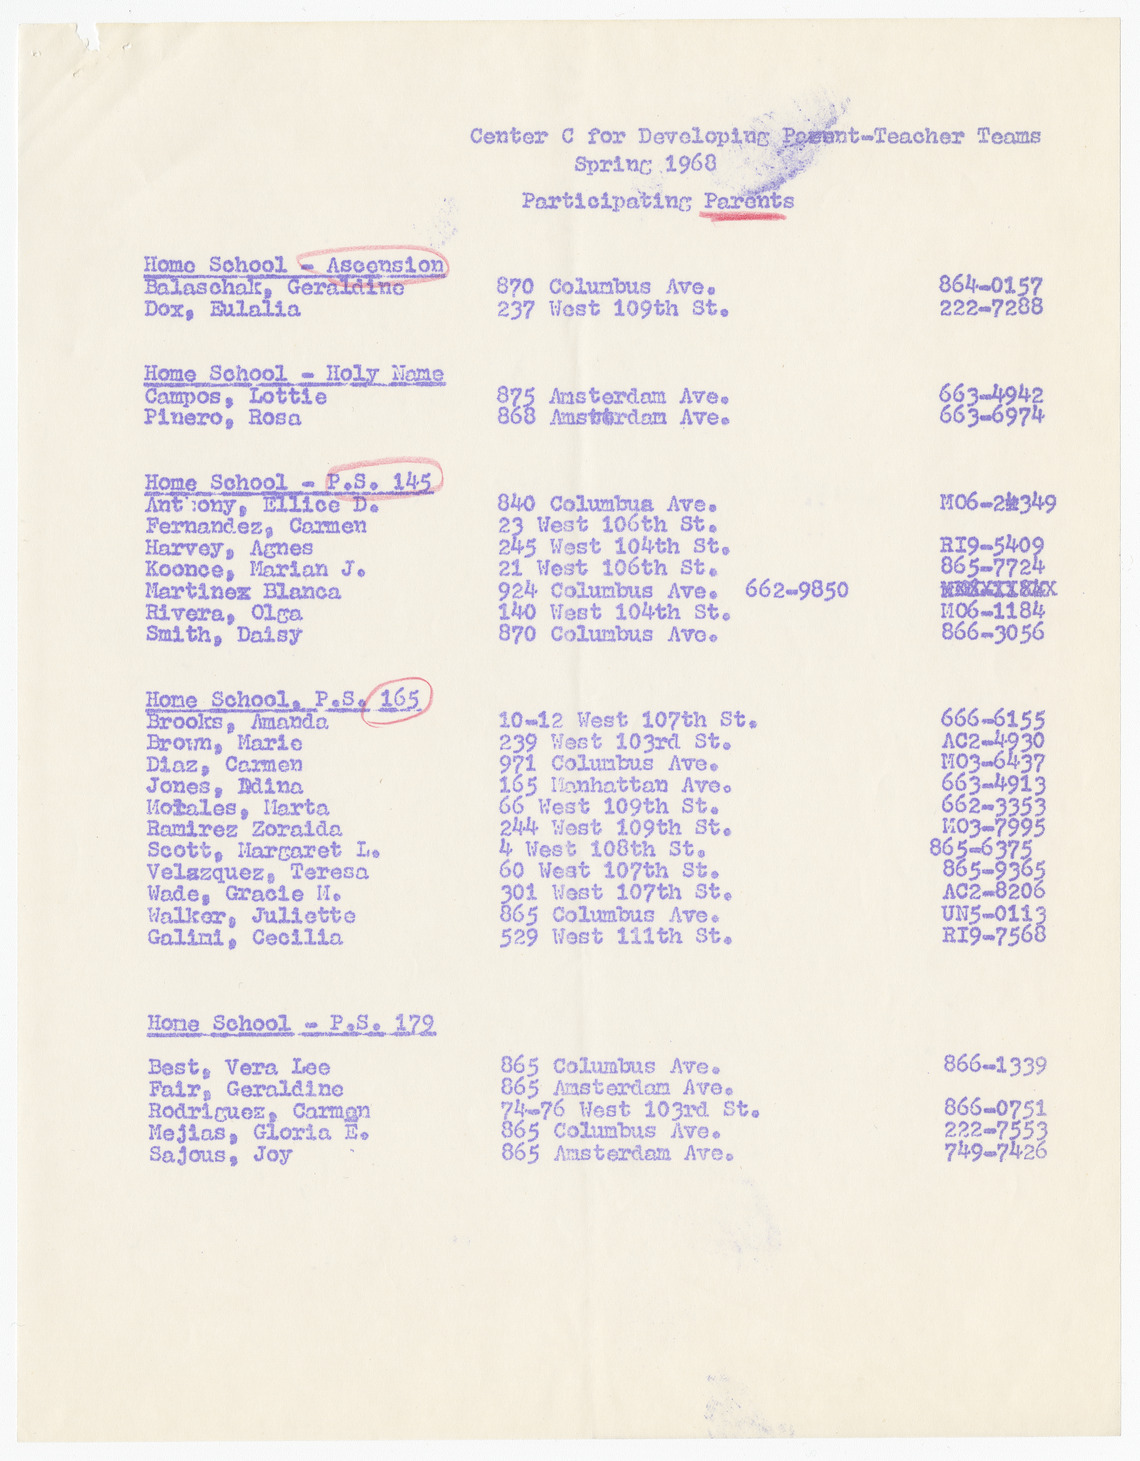 Center C for Developing Parent-Teacher Teams
Spring 1968
Participating Parents
Home School - Ascension
Balaschak, Geraldine 870 Columbus Ave. 864-0157
Dox, Eulalia 237 West 109th St. 222-7288
Home School - Holy Name
Campos, Lottie 875 Amsterdam Ave. 663-4942
Pinero, Rosa 868 Amsterdam Ave. 663-6974
Home School - P.S. 145
Anthony, Ellice D. 840 Columbus Ave.
Fernandez, Carmen 23 West 106th St.
Harvey, Agnes 245 West 104th St. RI9-5409
Koonce, Marian J. 21 West 106th St. 865-7724
Martinez Blanca 924 Columbus Ave. 662-9850
Rivera, Olga 140 West 104th St. MO6-1184
Smith, Daisy 870 Columbus Ave. 866-3056
Home School. P.S. 165
Brooks, Amanda 10-12 West 107th St. 666-6155
Brown, Marie 239 West 103rd St. AC2-4930
Diaz, Carmen 971 Columbus Ave. MO3-6437
Jones, Edina 165 Manhattan Ave. 663-4913
Morales, Marta 66 West 109th St. 662-3353
Ramirez Zoraida 244 West 109th St. MO3-7995
Scott, Margaret L. 4 West 108th St. 865-6375
Velazquez, Teresa 60 West 107th St. 865-9365
Wade, Gracie M. 301 West 107th St. AC2-8206
Walker, Juliette 865 Columbus Ave. UN5-0113
Galini, Cecilia 529 West 111th St. RI9-7568
Home School - P.S. 179
Best, Vera Lee 865 Columbus Ave. 866-1339
Fair, Geraldine 865 Amsterdam Ave.
Rodriguez, Carmen 74-76 West 103rd St. 866-0751
Mejias, Gloria E. 865 Columbus Ave. 222-7553
Sajous, Joy 865 Amsterdam Ave. 749-7426